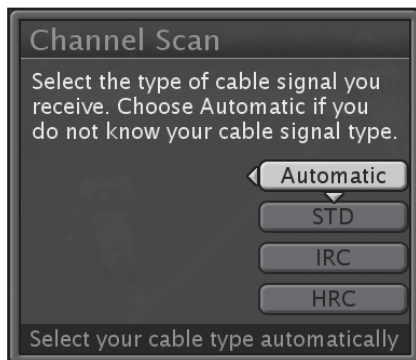 Channel Scan
Select the type of cable signal you
receive. Choose Automatic if you
do not know your cable signal type.
Automatic
STD
IRC
HRC
Select your cable type automatically